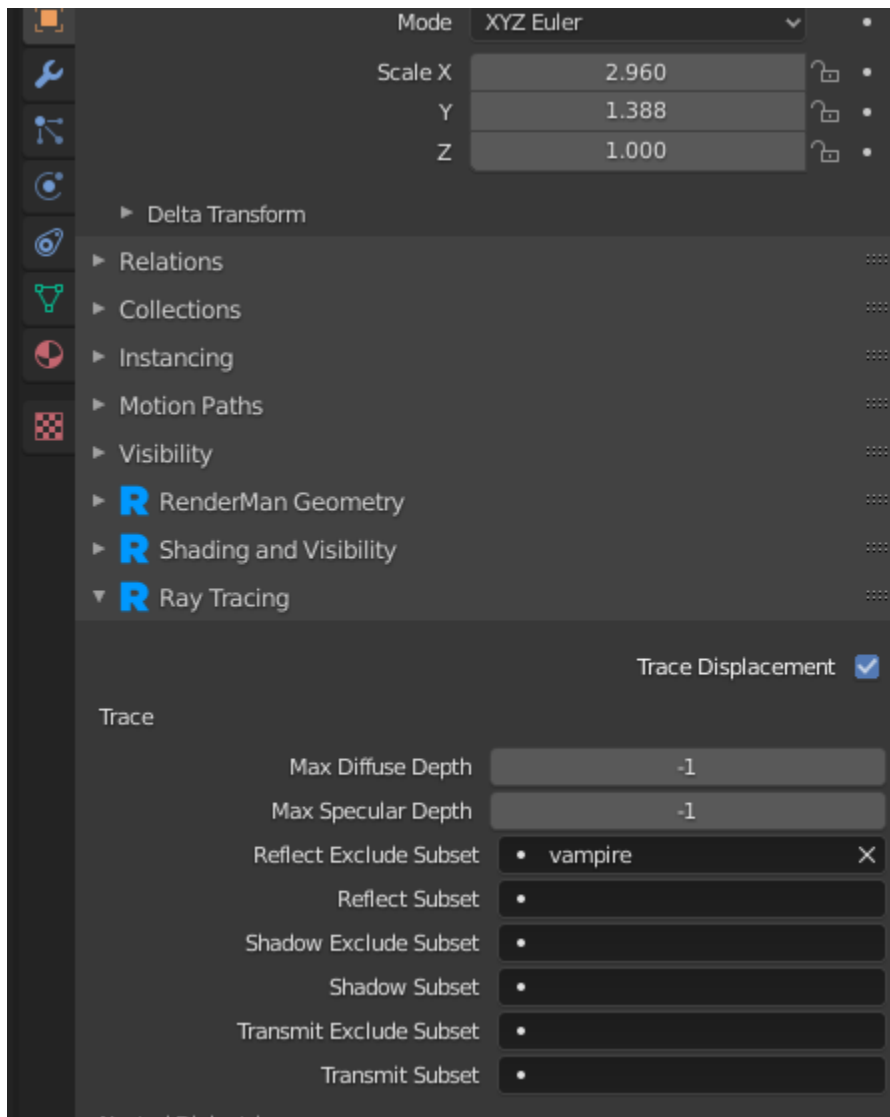 Mode XYZ Euler
Scale X 2.960
Y 1.388
Z 1.000
Delta Transform
Relations
Collections
Instancing
Motion Paths
Visibility
R RenderMan Geometry
R Shading and Visibility
R Ray Tracing
Trace Displacement
Trace
Max Diffuse Depth -1
Max Specular Depth -1
Reflect Exclude Subset vampire
Reflect Subset
Shadow Exclude Subset
Shadow Subset
Transmit Exclude Subset
Transmit Subset